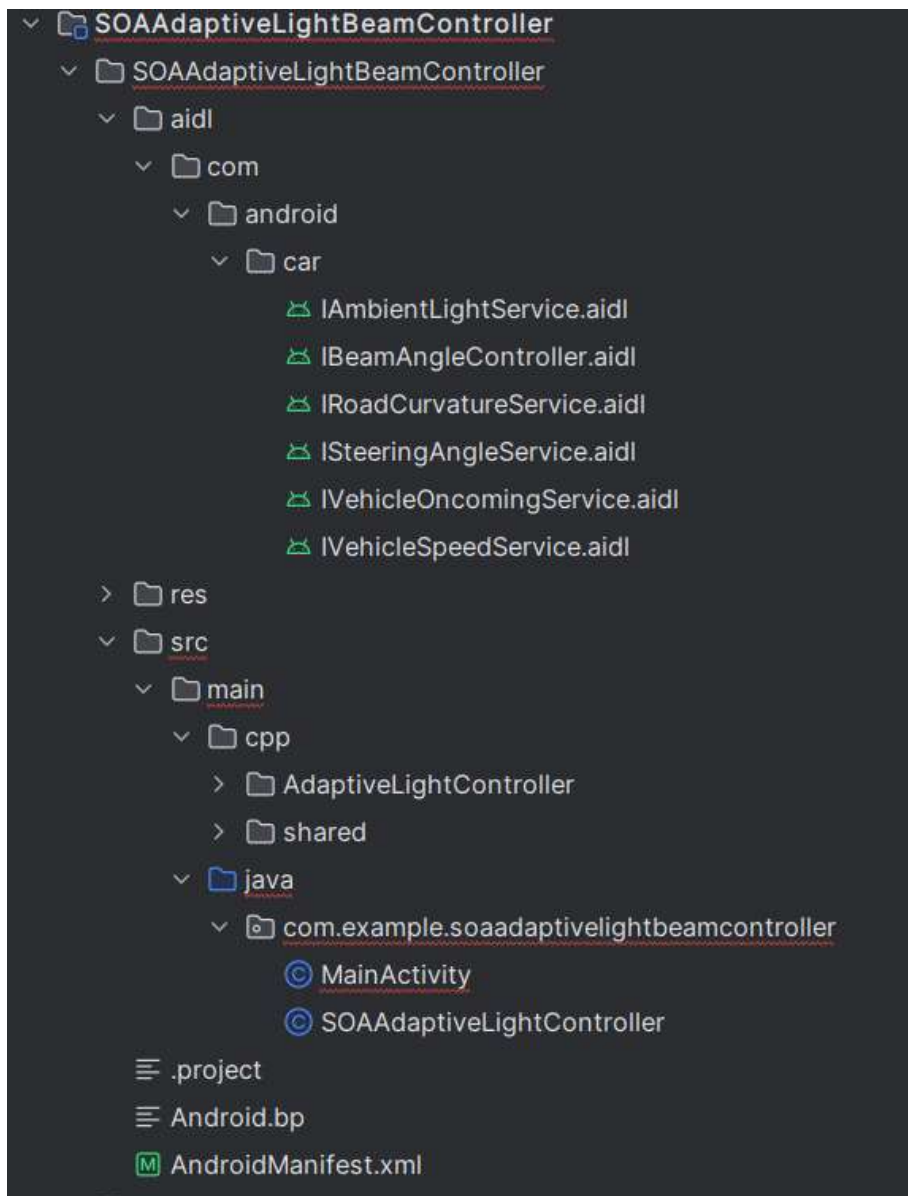 SOAAdaptiveLightBeamController
SOAAdaptiveLightBeamController
aidl
com
android
car
IAmbientLightService.aidl
IBeamAngleController.aidl
IRoadCurvatureService.aidl
ISteeringAngleService.aidl
IVehicleOncomingService.aidl
IVehicleSpeedService.aidl
res
src
main
cpp
AdaptiveLightController
shared
java
com.example.soaadaptivelightbeamcontroller
C MainActivity
C SOAAdaptiveLightController
.project
Android.bp
M AndroidManifest.xml